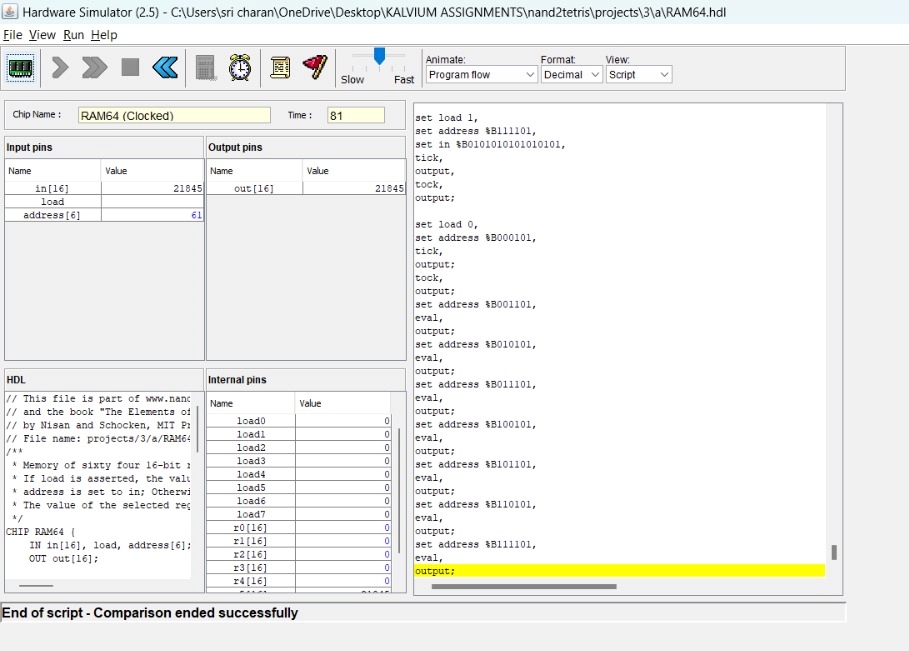 Hardware Simulator (2.5) - C:\Users\sri charan\OneDrive\Desktop\KALVIUM ASSIGNMENTS\nand2tetris\projects\3\a\RAM64.hdl
File View Run Help
Slow Fast
Animate: Format: View:
Program flow Decimal Script
Chip Name : RAM64 (Clocked) Time : 81
Input pins
Name Value
in[16] 21845
load
address[6] 61
Output pins
Name Value
out[16] 21845
HDL
// This file is part of www.nand
// and the book "The Elements of
// by Nisan and Schocken, MIT Pr
// File name: projects/3/a/RAM64
/**
* Memory of sixty four 16-bit r
* If load is asserted, the valu
* address is set to in; Otherwi
* The value of the selected reg
*/
CHIP RAM64 {
IN in[16], load, address[6];
OUT out[16];
Internal pins
Name Value
load0 0
load1 0
load2 0
load3 0
load4 0
load5 0
load6 0
load7 0
r0[16] 0
r1[16] 0
r2[16] 0
r3[16] 0
r4[16] 0
set load 1,
set address %B111101,
set in %B0101010101010101,
tick,
output,
tock,
output;
set load 0,
set address %B000101,
tick,
output;
tock,
output;
set address %B001101,
eval,
output;
set address %B010101,
eval,
output;
set address %B011101,
eval,
output;
set address %B100101,
eval,
output;
set address %B101101,
eval,
output;
set address %B110101,
eval,
output;
set address %B111101,
eval,
output;
End of script - Comparison ended successfully